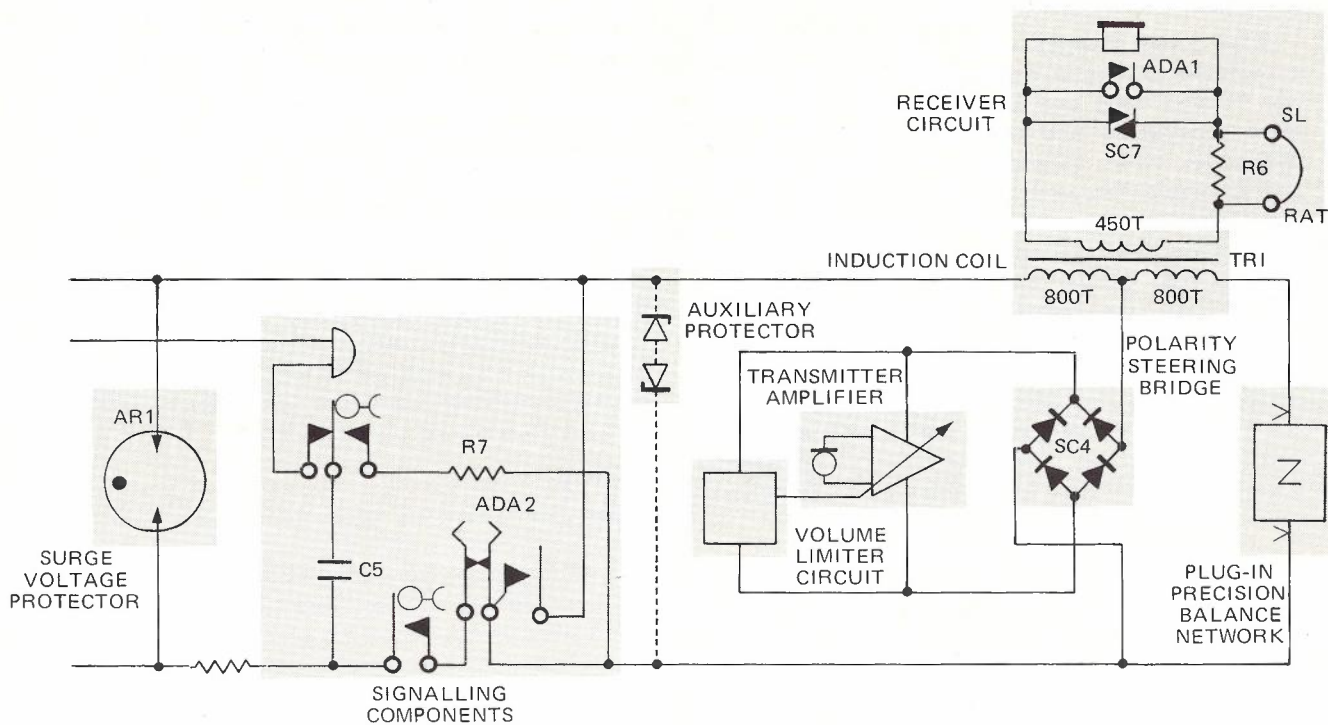 RECEIVER
CIRCUIT
ADA1
SC7
SL
R6
RAT
450T
INDUCTION COIL
TRI
800T
800T
AUXILIARY
PROTECTOR
POLARITY
STEERING
BRIDGE
TRANSMITTER
AMPLIFIER
AR1
R7
SC4
ADA2
Z
C5
VOLUME
LIMITER
CIRCUIT
SURGE
VOLTAGE
PROTECTOR
PLUG-IN
PRECISION
BALANCE
NETWORK
SIGNALLING
COMPONENTS